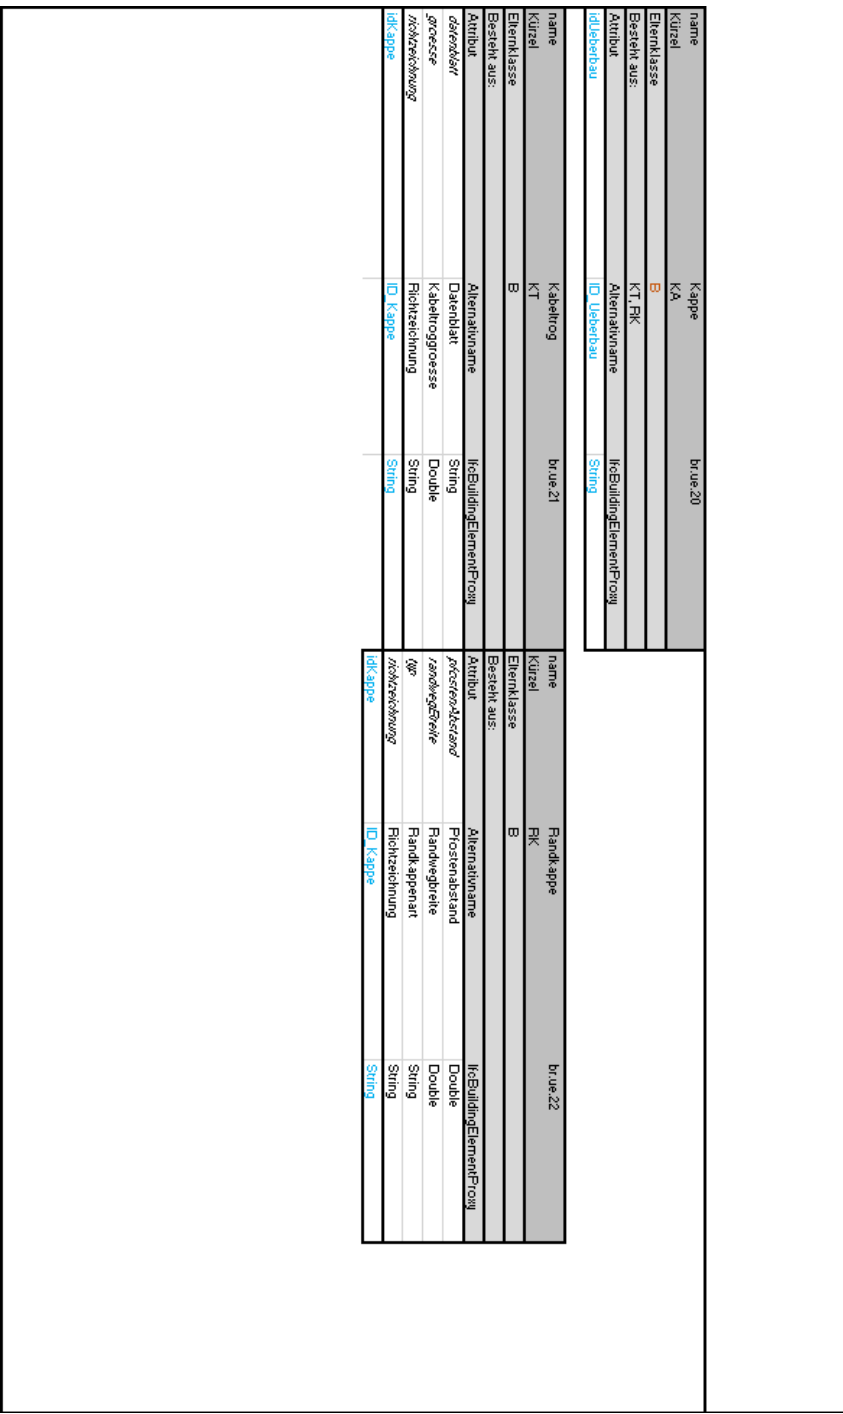 name Kappe br.ue.20
Kürzel KA
Elternklasse B
Besteht aus: KT, RK
Attribut Alternativname IfcBuildingElementProxy
idUeberbau ID_Ueberbau String
name Kabeltrog br.ue.21
Kürzel KT
Elternklasse B
Besteht aus:
Attribut Alternativname IfcBuildingElementProxy
datenblatt Datenblatt String
_groesse Kabeltroggroesse Double
richtzeichnung Richtzeichnung String
idKappe ID_Kappe String
name Randkappe br.ue.22
Kürzel RK
Elternklasse B
Besteht aus:
Attribut Alternativname IfcBuildingElementProxy
pfostenAbstand Pfostenabstand Double
randwegBreite Randwegbreite Double
typ Randkappenart String
richtzeichnung Richtzeichnung String
idKappe ID_Kappe String